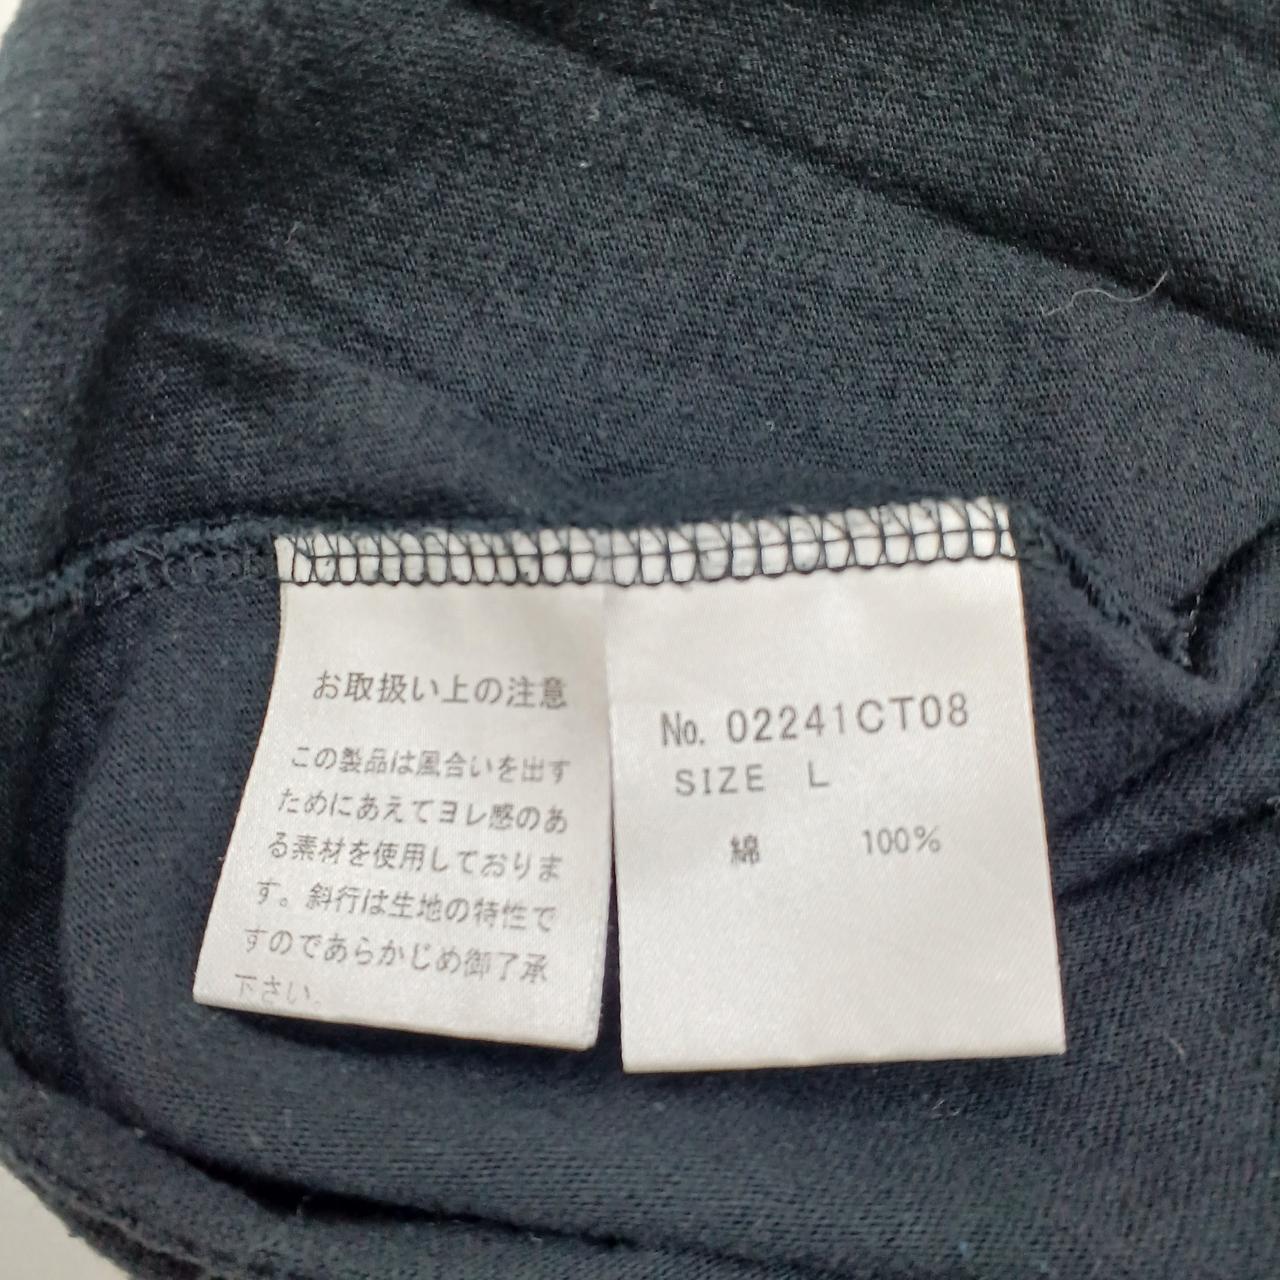 お取扱い上の注意
この製品は風合いを出す
ためにあえてヨレ感のあ
る素材を使用しておりま
す。斜行は生地の特性で
すのであらかじめ御了承
下さい。
No. 02241CT08
SIZE L
綿 100%